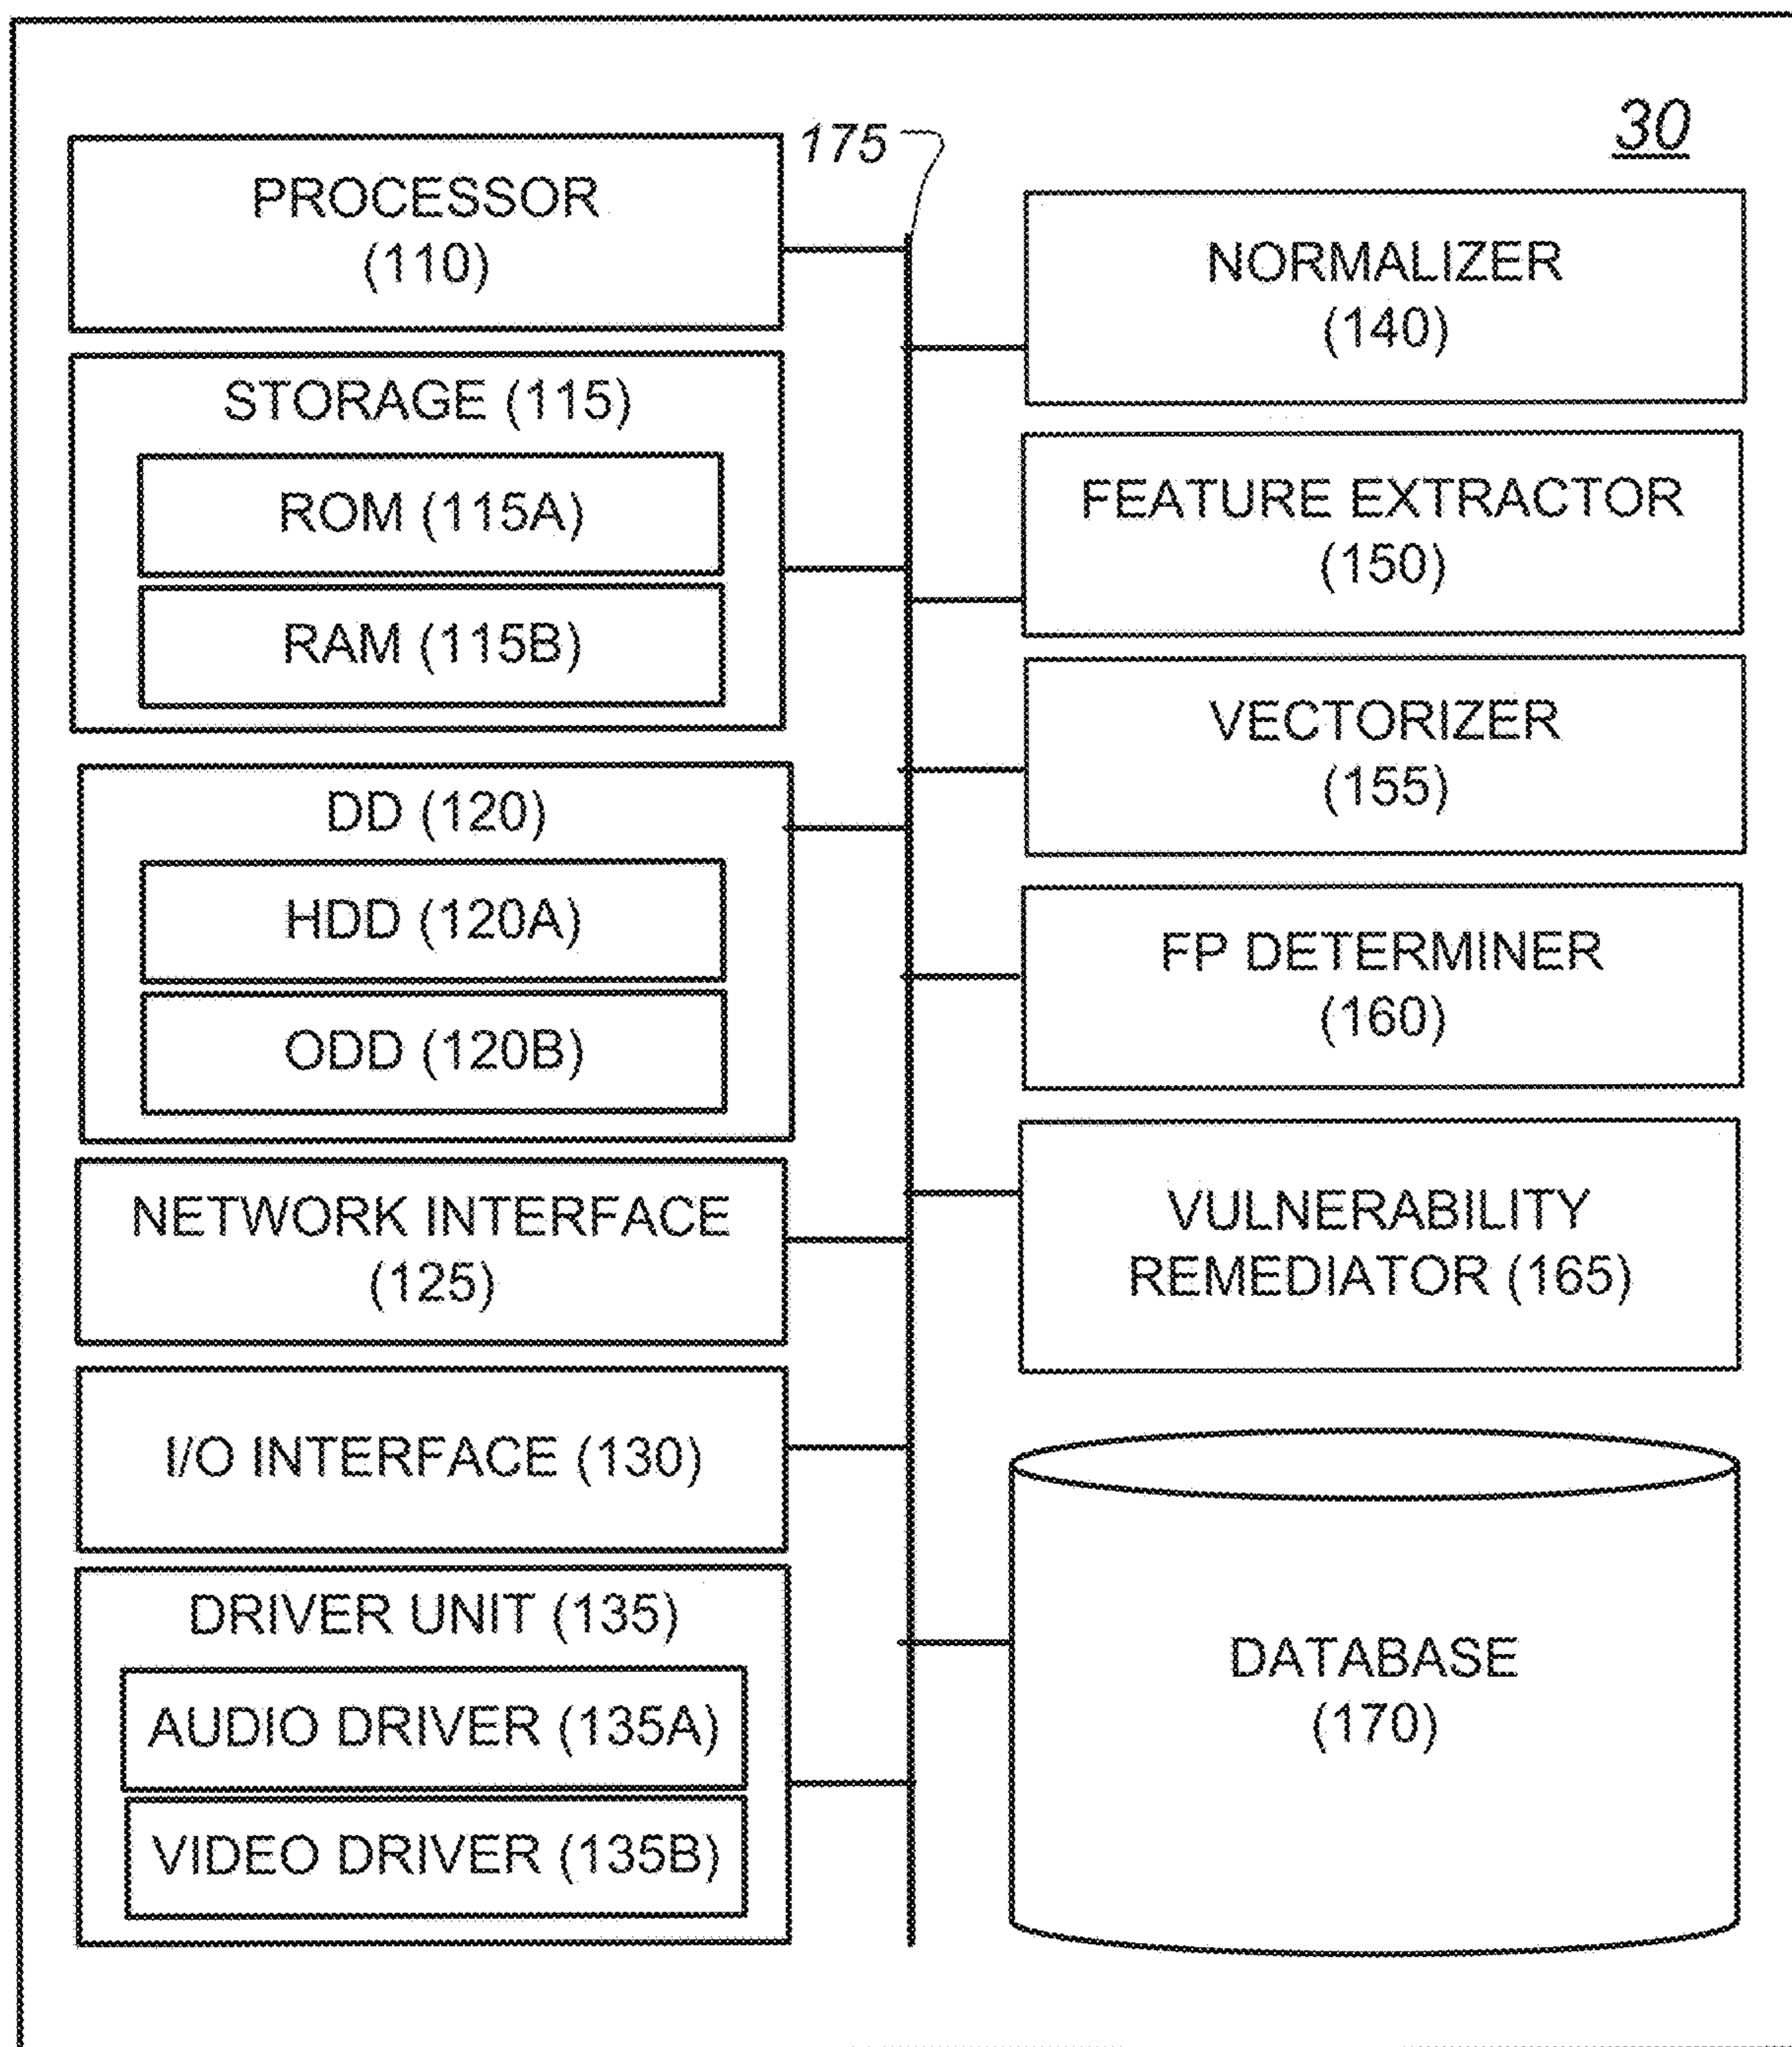 30
175
PROCESSOR
(110)
STORAGE (115)
ROM (115A)
RAM (115B)
DD (120)
HDD (120A)
ODD (120B)
NETWORK INTERFACE
(125)
I/O INTERFACE (130)
DRIVER UNIT (135)
AUDIO DRIVER (135A)
VIDEO DRIVER (135B)
NORMALIZER
(140)
FEATURE EXTRACTOR
(150)
VECTORIZER
(155)
FP DETERMINER
(160)
VULNERABILITY
REMEDIATOR (165)
DATABASE
(170)